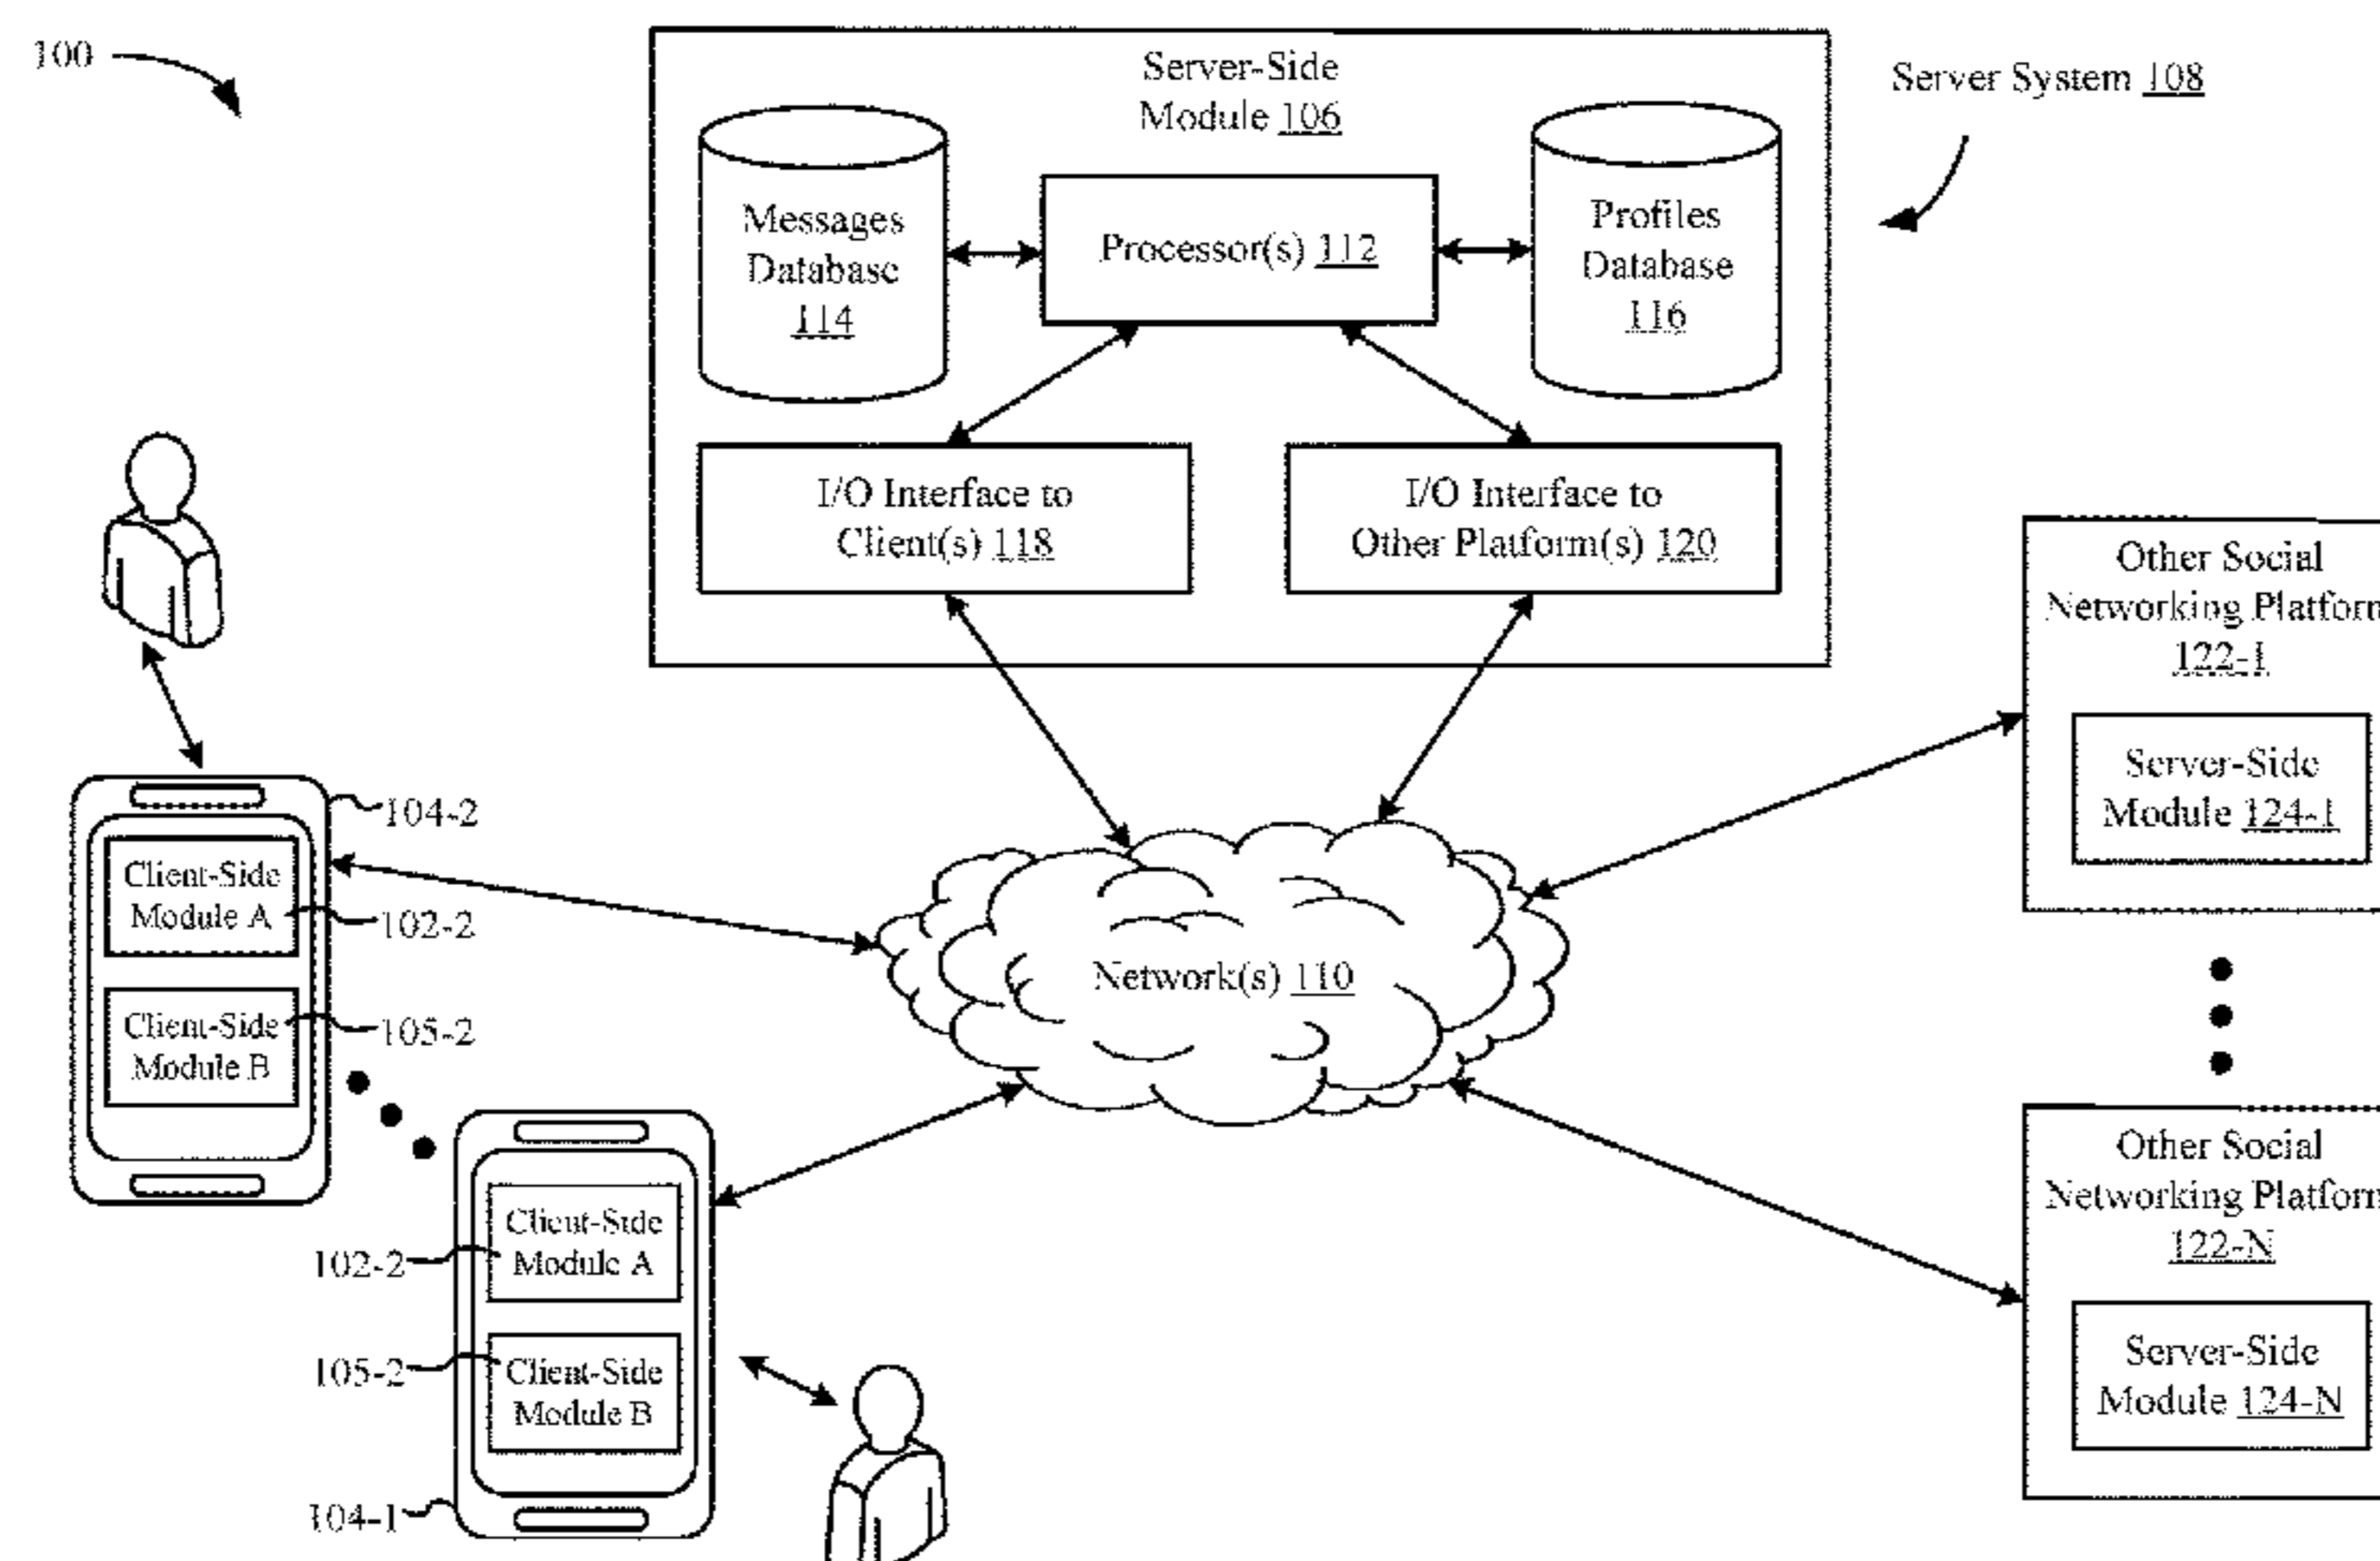 100
Server-Side
Module 106
Server System 108
Messages
Database
114
Processor(s) 112
Profiles
Database
116
I/O Interface to
Client(s) 118
I/O Interface to
Other Platform(s) 120
Other Social
Networking Platform
122-1
Server-Side
Module 124-1
104-2
Client-Side
Module A
102-2
Client-Side
Module B
105-2
Network(s) 110
Other Social
Networking Platform
122-N
Server-Side
Module 124-N
Client-Side
Module A
102-2
Client-Side
Module B
105-2
104-1